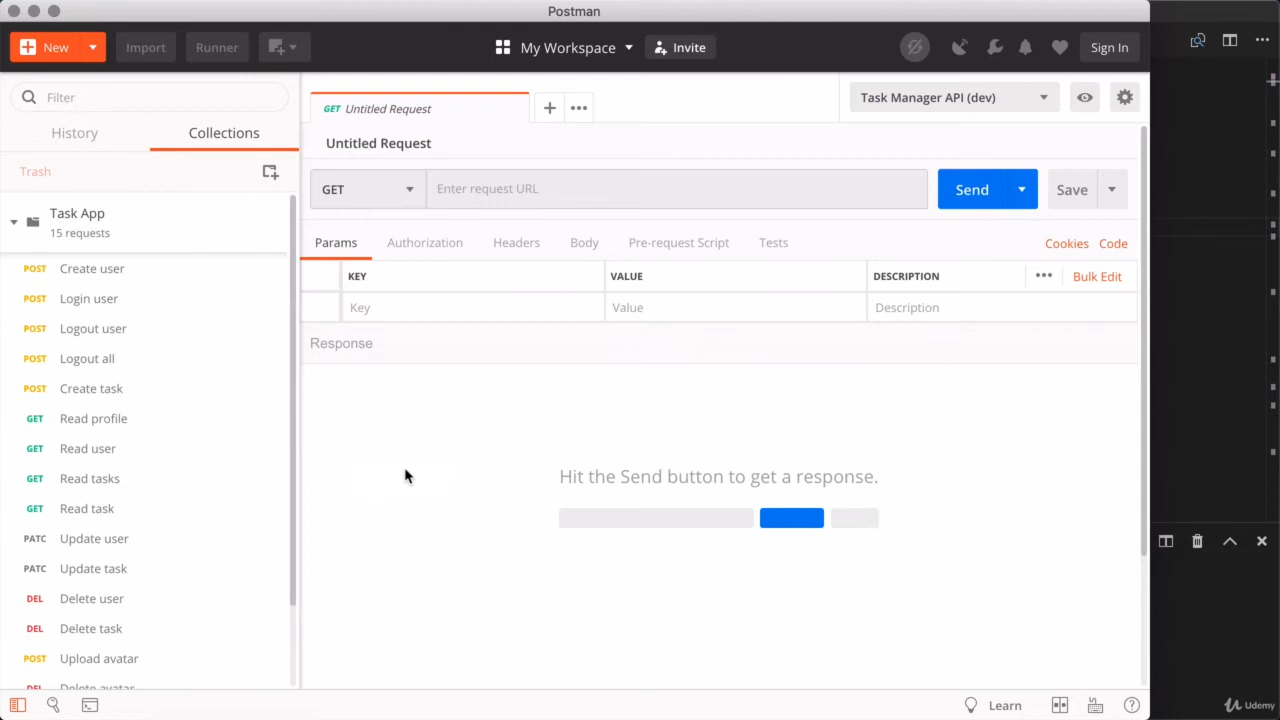 Postman
New
Import
Runner
My Workspace
Invite
Sign In
Filter
History
Collections
Trash
Task App
15 requests
POST Create user
POST Login user
POST Logout user
POST Logout all
POST Create task
GET Read profile
GET Read user
GET Read tasks
GET Read task
PATC Update user
PATC Update task
DEL Delete user
DEL Delete task
POST Upload avatar
DEL Delete avatar
GET Untitled Request
Task Manager API (dev)
Untitled Request
GET
Enter request URL
Send
Save
Params
Authorization
Headers
Body
Pre-request Script
Tests
Cookies
Code
KEY
VALUE
DESCRIPTION
Bulk Edit
Key
Value
Description
Response
Hit the Send button to get a response.
Learn
Udemy